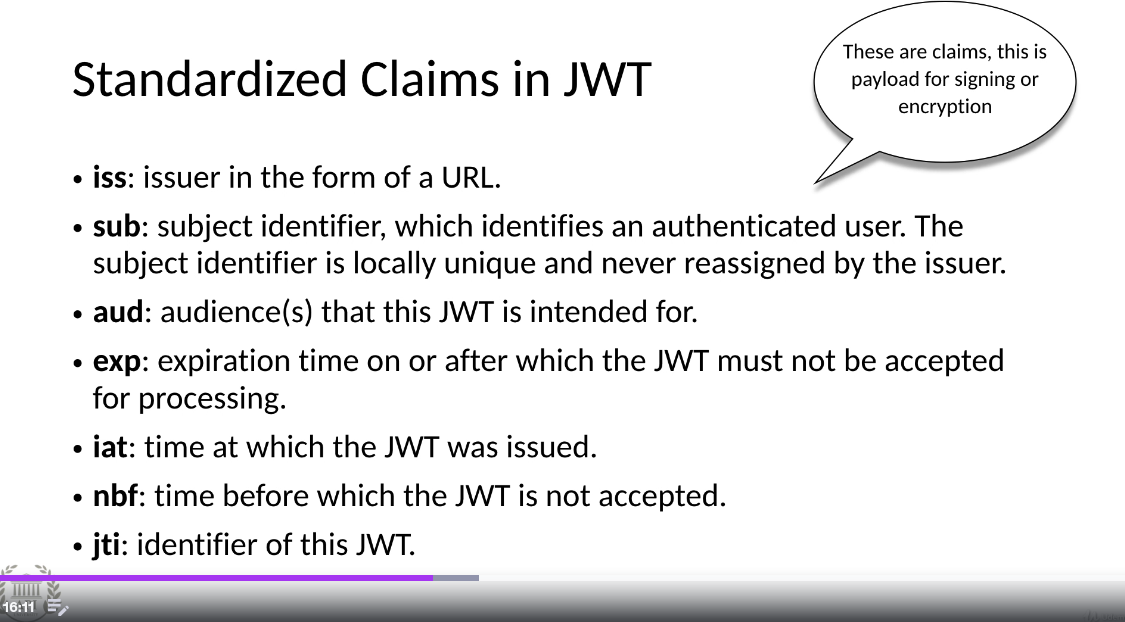 Standardized Claims in JWT
These are claims, this is
payload for signing or
encryption
• iss: issuer in the form of a URL.
• sub: subject identifier, which identifies an authenticated user. The
subject identifier is locally unique and never reassigned by the issuer.
• aud: audience(s) that this JWT is intended for.
• exp: expiration time on or after which the JWT must not be accepted
for processing.
• iat: time at which the JWT was issued.
• nbf: time before which the JWT is not accepted.
• jti: identifier of this JWT.
16:11